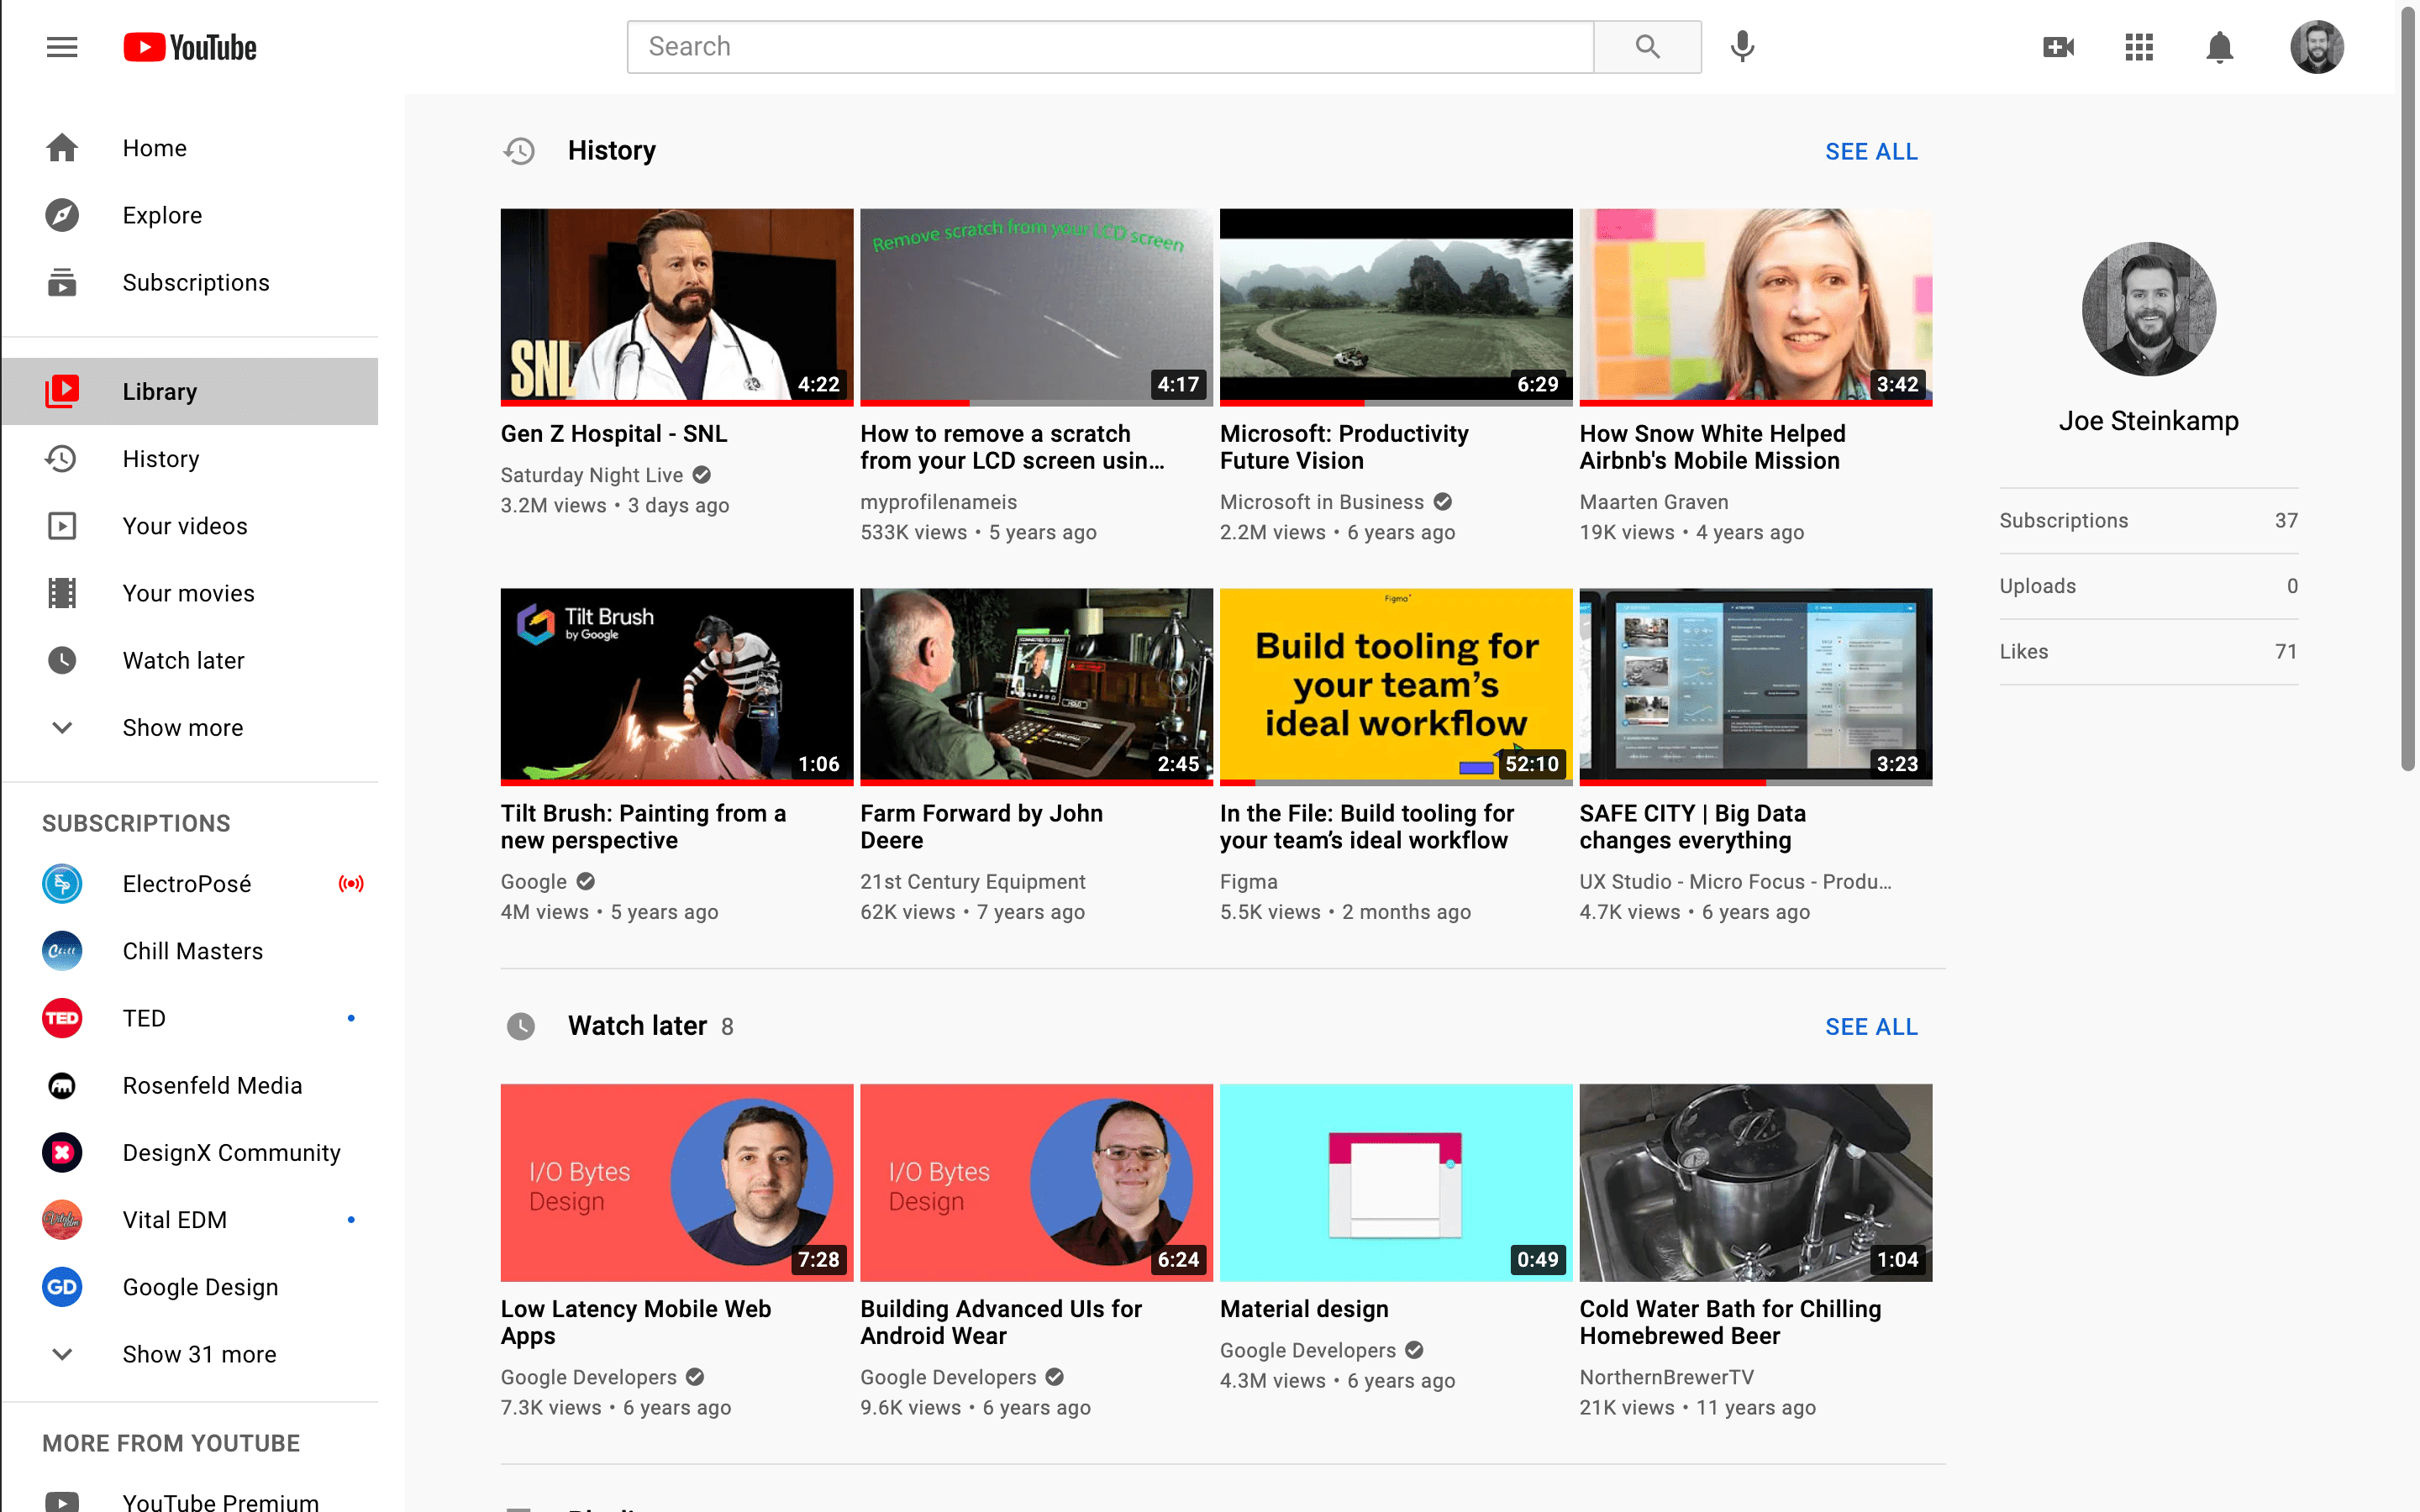 YouTube
Search
Home
Explore
Subscriptions
Library
History
Your videos
Your movies
Watch later
Show more
SUBSCRIPTIONS
ElectroPosé
Chill Masters
TED
TED
Rosenfeld Media
DesignX Community
Vital EDM
GD
Google Design
Show 31 more
MORE FROM YOUTUBE
YouTube Premium
History
SEE ALL
SNL
4:22
Gen Z Hospital - SNL
Saturday Night Live
3.2M views • 3 days ago
Remove scratch from your LCD screen
4:17
How to remove a scratch
from your LCD screen usin...
myprofilenameis
533K views • 5 years ago
6:29
Microsoft: Productivity
Future Vision
Microsoft in Business
2.2M views • 6 years ago
3:42
How Snow White Helped
Airbnb's Mobile Mission
Maarten Graven
19K views • 4 years ago
Tilt Brush
by Google
1:06
Tilt Brush: Painting from a
new perspective
Google
4M views • 5 years ago
2:45
Farm Forward by John
Deere
21st Century Equipment
62K views • 7 years ago
Figma
Build tooling for
your team’s
ideal workflow
52:10
In the File: Build tooling for
your team’s ideal workflow
Figma
5.5K views • 2 months ago
3:23
SAFE CITY | Big Data
changes everything
UX Studio - Micro Focus - Produ...
4.7K views • 6 years ago
Watch later 8
SEE ALL
I/O Bytes
Design
7:28
Low Latency Mobile Web
Apps
Google Developers
7.3K views • 6 years ago
I/O Bytes
Design
6:24
Building Advanced UIs for
Android Wear
Google Developers
9.6K views • 6 years ago
0:49
Material design
Google Developers
4.3M views • 6 years ago
1:04
Cold Water Bath for Chilling
Homebrewed Beer
NorthernBrewerTV
21K views • 11 years ago
Joe Steinkamp
Subscriptions 37
Uploads 0
Likes 71